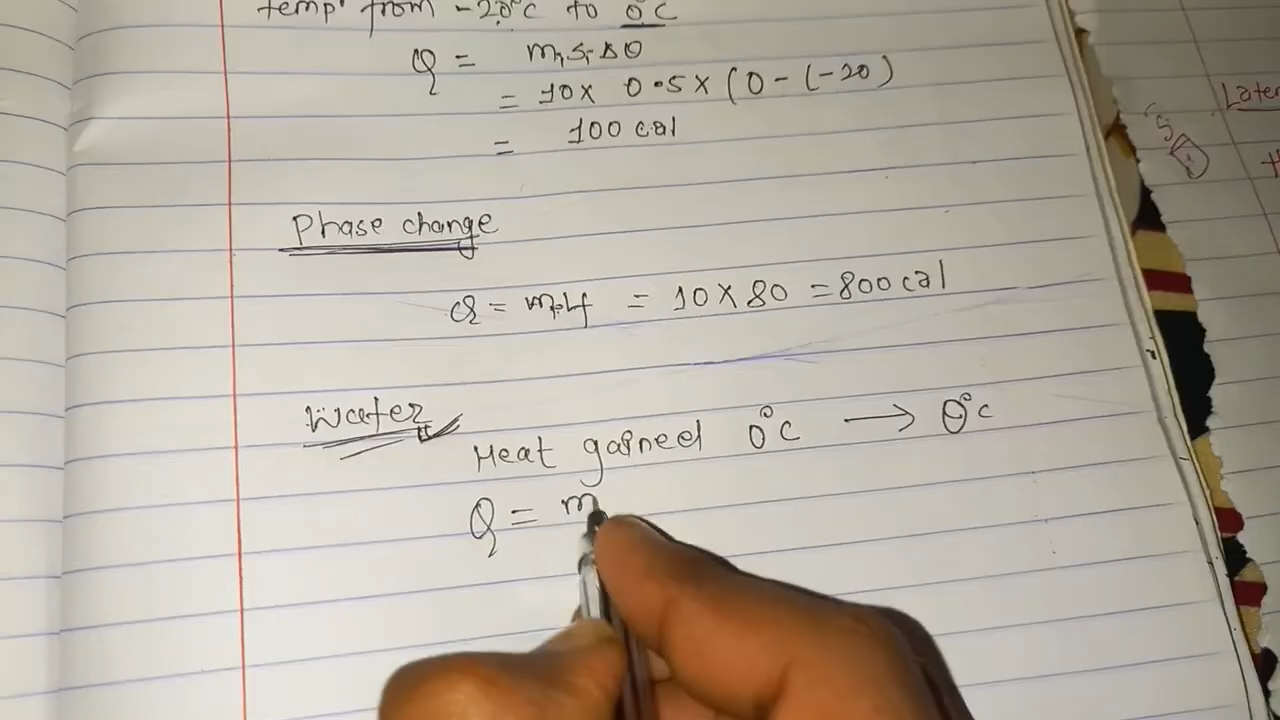 temp from -20°c to 0°c
Q = m,s, Δθ
= 10 x 0.5 x (0 - (-20)
= 100 cal
Phase change
Q = m,Lf = 10 x 80 = 800 cal
Water
Heat gained 0°c → θ°c
Q = m
Later